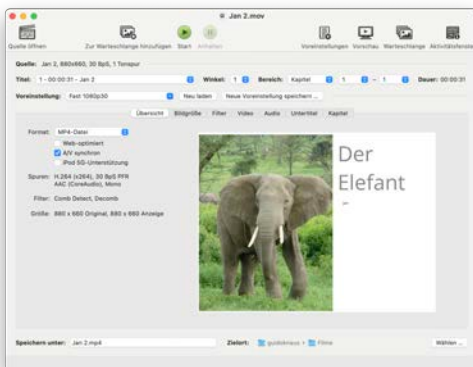 Jan 2.mov
Quelle öffnen Zur Warteschlange hinzufügen Start Anhalten Voreinstellungen Vorschau Warteschlange Aktivitätsfenster
Quelle: Jan 2, 880x660, 30 BpS, 1 Tonspur
Titel: 1 - 00:00:31 - Jan 2 Winkel: 1 Bereich: Kapitel 1 – 1 Dauer: 00:00:31
Voreinstellung: Fast 1080p30 Neu laden Neue Voreinstellung speichern ...
Übersicht Bildgröße Filter Video Audio Untertitel Kapitel
Format: MP4-Datei
Web-optimiert
A/V synchron
iPod 5G-Unterstützung
Spuren: H.264 (x264), 30 BpS PFR
AAC (CoreAudio), Mono
Filter: Comb Detect, Decomb
Größe: 880 x 660 Original, 880 x 660 Anzeige
Der
Elefant
Speichern unter: Jan 2.mp4 Zielort: guidoknaus › Filme Wählen ...